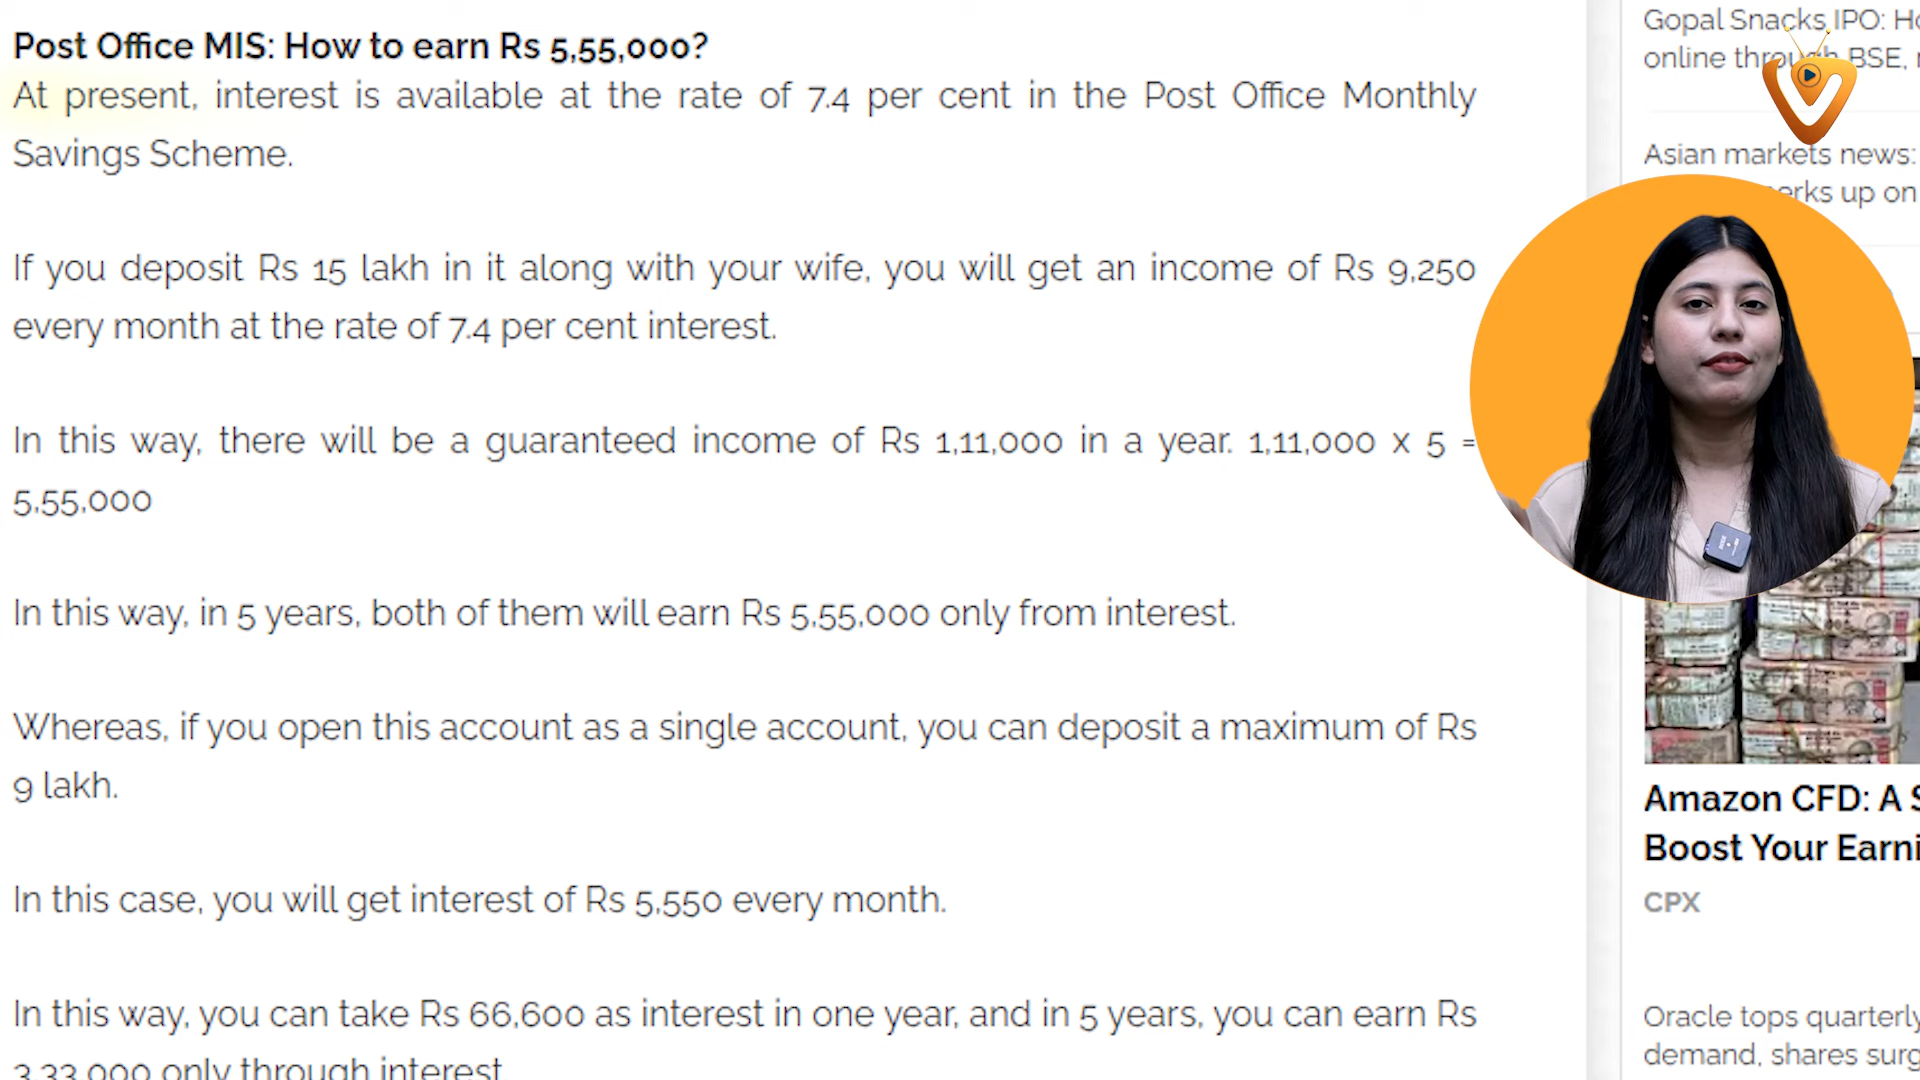 Post Office MIS: How to earn Rs 5,55,000?
At present, interest is available at the rate of 7.4 per cent in the Post Office Monthly
Savings Scheme.
If you deposit Rs 15 lakh in it along with your wife, you will get an income of Rs 9,250
every month at the rate of 7.4 per cent interest.
In this way, there will be a guaranteed income of Rs 1,11,000 in a year. 1,11,000 x 5 =
5,55,000
In this way, in 5 years, both of them will earn Rs 5,55,000 only from interest.
Whereas, if you open this account as a single account, you can deposit a maximum of Rs
9 lakh.
In this case, you will get interest of Rs 5,550 every month.
In this way, you can take Rs 66,600 as interest in one year, and in 5 years, you can earn Rs
3,33,000 only through interest.
Gopal Snacks IPO:
online through BSE,
Asian markets news:
up on
Amazon CFD: A
Boost Your
CPX
Oracle tops quarterly
demand, shares